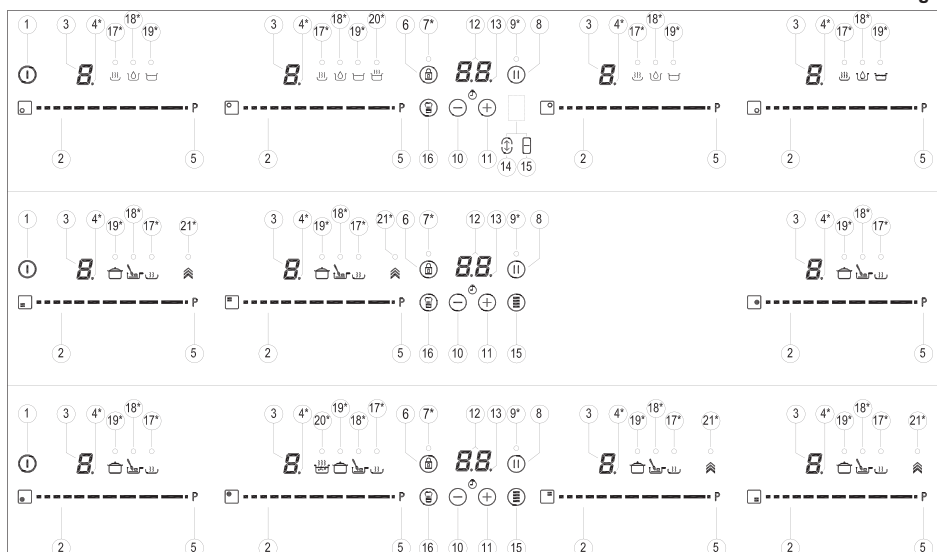 18* 18* 20* 18* 18*
1 3 4* 17* 19* 3 4* 17* 19* 6 7* 12 13 9* 8 3 4* 17* 19* 3 4* 17* 19*
8. 8. 8.8. 8. 8.
P P P P
2 5 2 5 16 10 11 14 15 2 5 2 5
18* 18* 18*
1 3 4* 19* 17* 21* 3 4* 19* 17* 21* 6 7* 12 13 9* 8 3 4* 19* 17*
8. 8. 8.8. 8.
P P P
2 5 2 5 16 10 11 15 2 5
18* 19* 17* 18* 18*
1 3 4* 19* 17* 3 4* 20* 18* 6 7* 12 13 9* 8 3 4* 19* 17* 21* 3 4* 19* 17* 21*
8. 8. 8.8. 8. 8.
P P P P
2 5 2 5 16 10 11 15 2 5 2 5